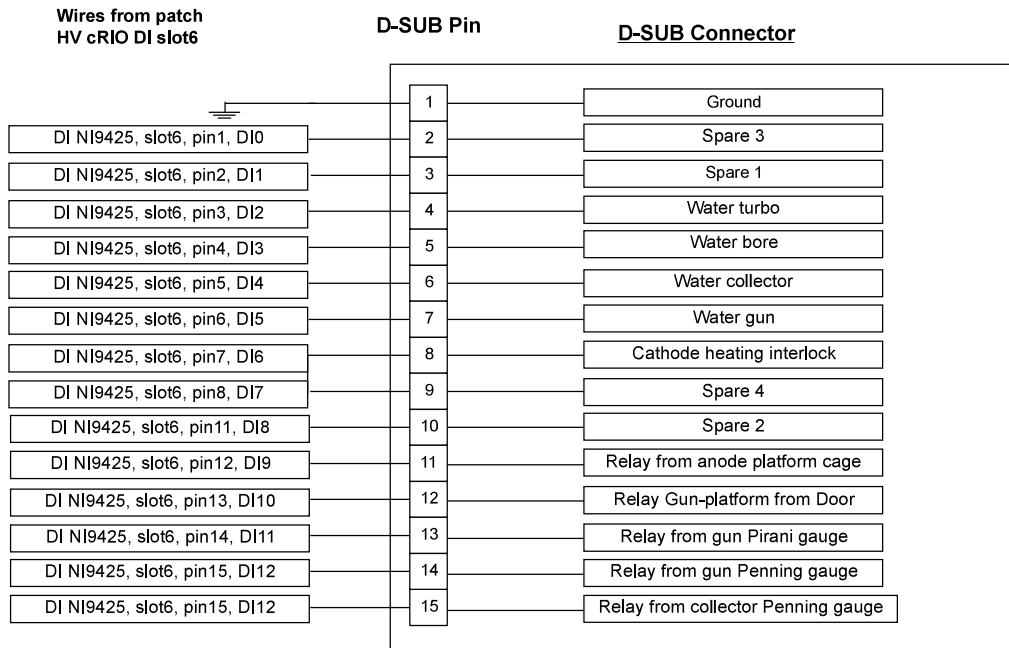 Wires from patch
HV cRIO DI slot6
D-SUB Pin
D-SUB Connector
1 Ground
DI NI9425, slot6, pin1, DI0 2 Spare 3
DI NI9425, slot6, pin2, DI1 3 Spare 1
DI NI9425, slot6, pin3, DI2 4 Water turbo
DI NI9425, slot6, pin4, DI3 5 Water bore
DI NI9425, slot6, pin5, DI4 6 Water collector
DI NI9425, slot6, pin6, DI5 7 Water gun
DI NI9425, slot6, pin7, DI6 8 Cathode heating interlock
DI NI9425, slot6, pin8, DI7 9 Spare 4
DI NI9425, slot6, pin11, DI8 10 Spare 2
DI NI9425, slot6, pin12, DI9 11 Relay from anode platform cage
DI NI9425, slot6, pin13, DI10 12 Relay Gun-platform from Door
DI NI9425, slot6, pin14, DI11 13 Relay from gun Pirani gauge
DI NI9425, slot6, pin15, DI12 14 Relay from gun Penning gauge
DI NI9425, slot6, pin15, DI12 15 Relay from collector Penning gauge